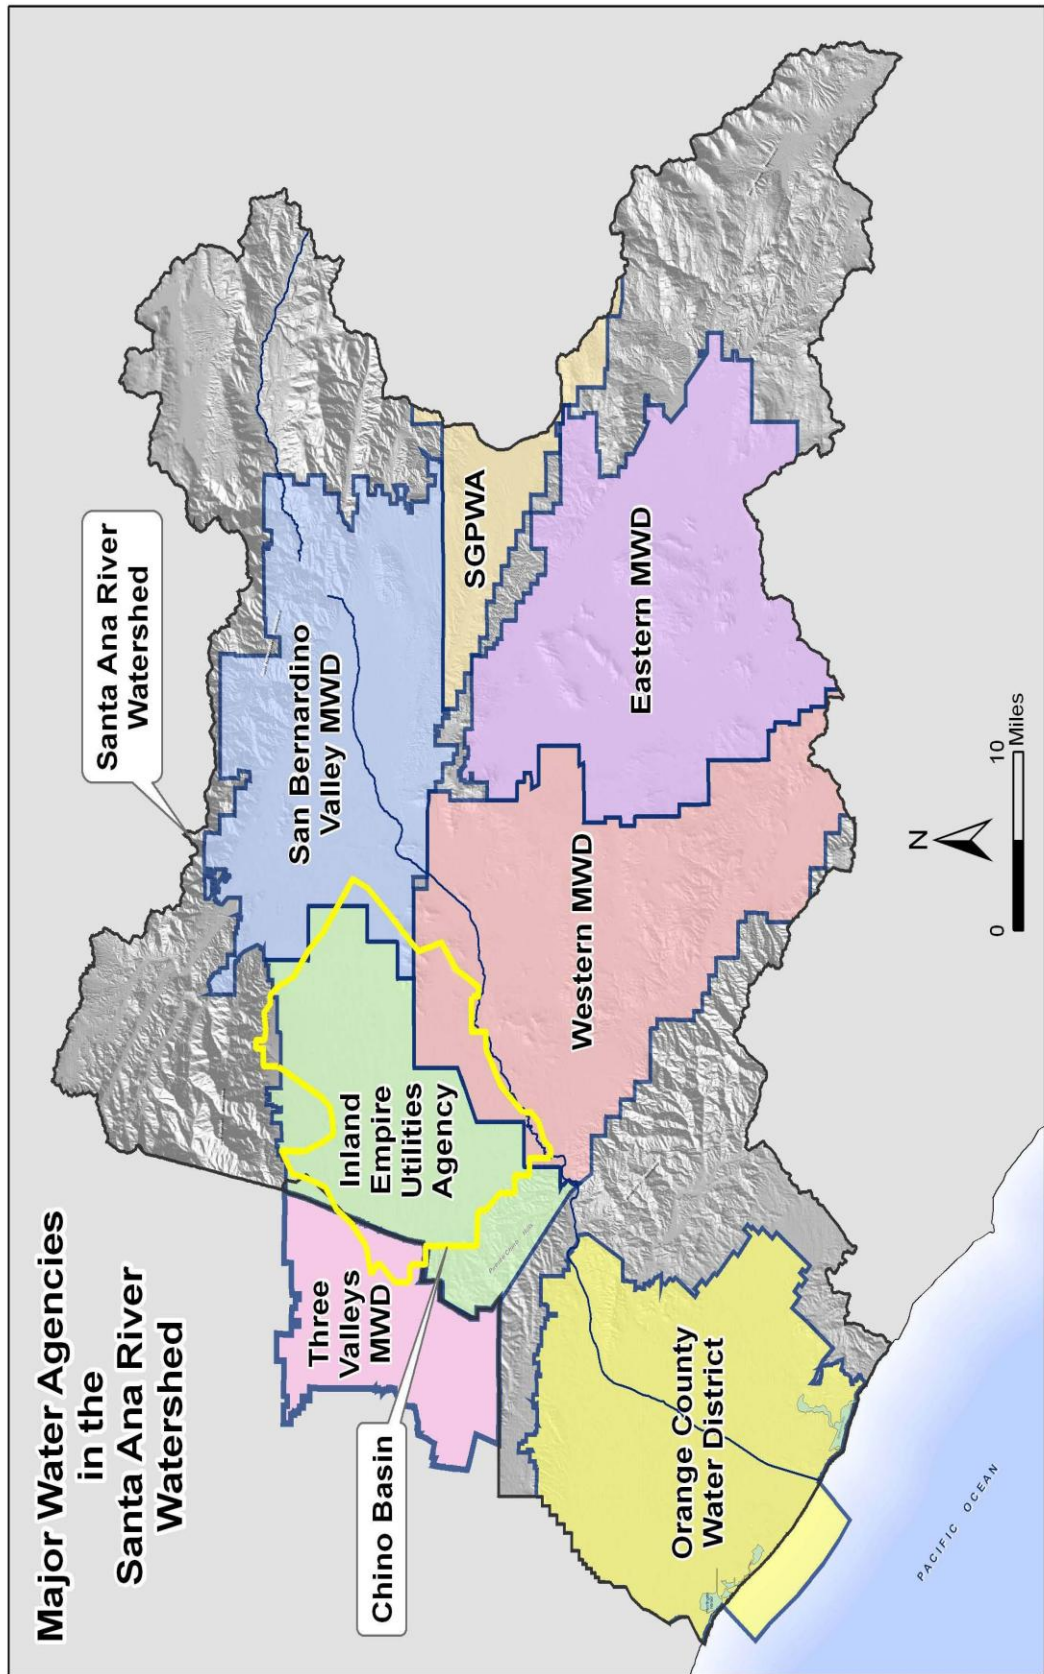 Major Water Agencies
in the
Santa Ana River
Watershed
Santa Ana River
Watershed
San Bernardino
Valley MWD
Three
Valleys
MWD
Inland
Empire
Utilities
Agency
SGPWA
Chino Basin
Western MWD
Eastern MWD
Orange County
Water District
PACIFIC OCEAN
N
0
10
Miles